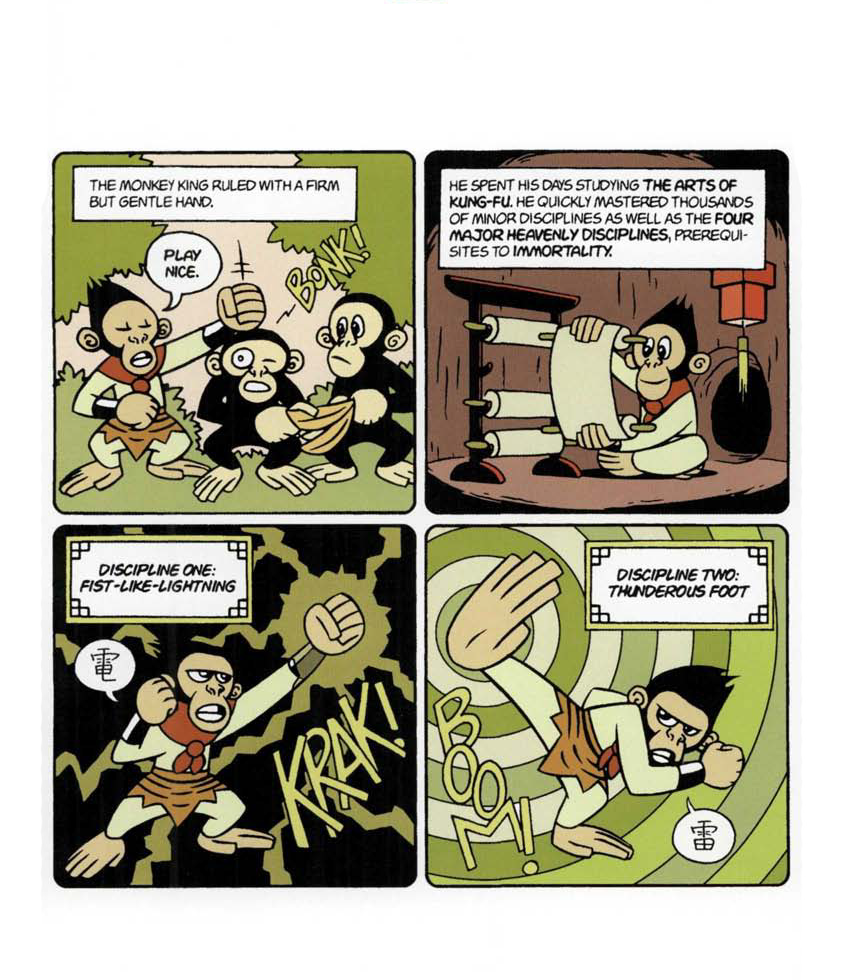 THE MONKEY KING RULED WITH A FIRM
BUT GENTLE HAND.
PLAY
NICE.
BONK!
HE SPENT HIS DAYS STUDYING THE ARTS OF
KUNG-FU. HE QUICKLY MASTERED THOUSANDS
OF MINOR DISCIPLINES AS WELL AS THE FOUR
MAJOR HEAVENLY DISCIPLINES, PREREQUI-
SITES TO IMMORTALITY.
DISCIPLINE ONE:
FIST-LIKE-LIGHTNING
電
KRAK!
DISCIPLINE TWO:
THUNDEROUS FOOT
BOOM!
雷